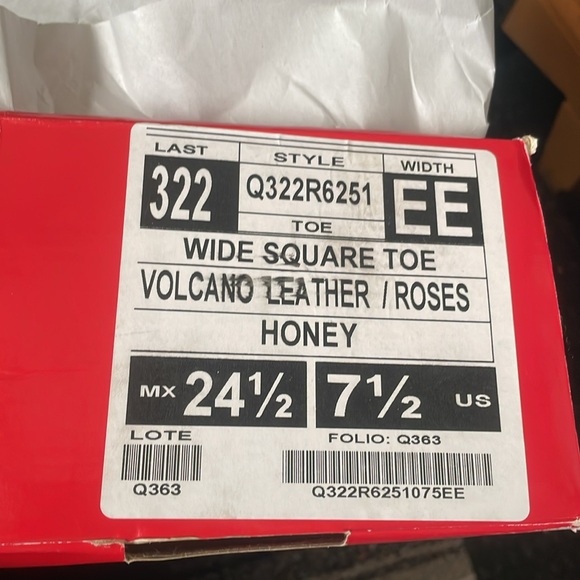 LAST STYLE WIDTH
322 Q322R6251 EE
TOE
WIDE SQUARE TOE
VOLCANO LEATHER / ROSES
HONEY
MX 24½ 7½ US
LOTE FOLIO: Q363
Q363 Q322R6251075EE